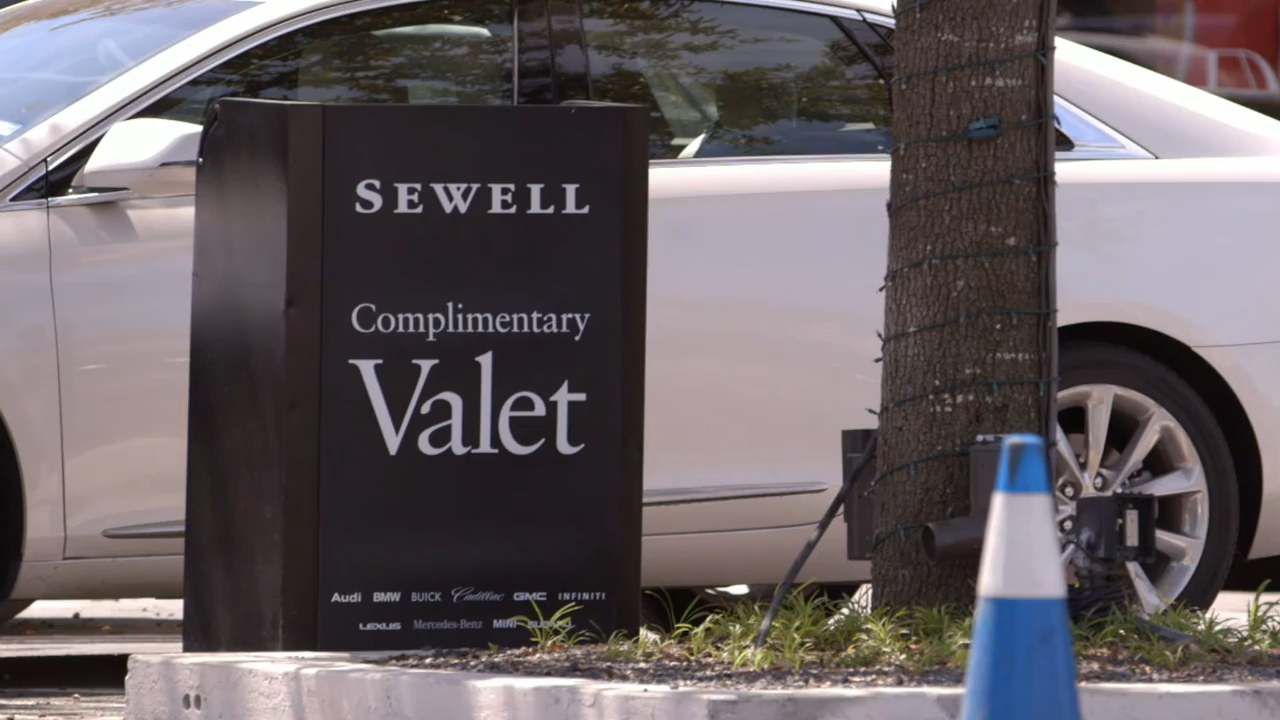 SEWELL
Complimentary
Valet
Audi BMW BUICK Cadillac GMC INFINITI
LEXUS Mercedes-Benz MINI